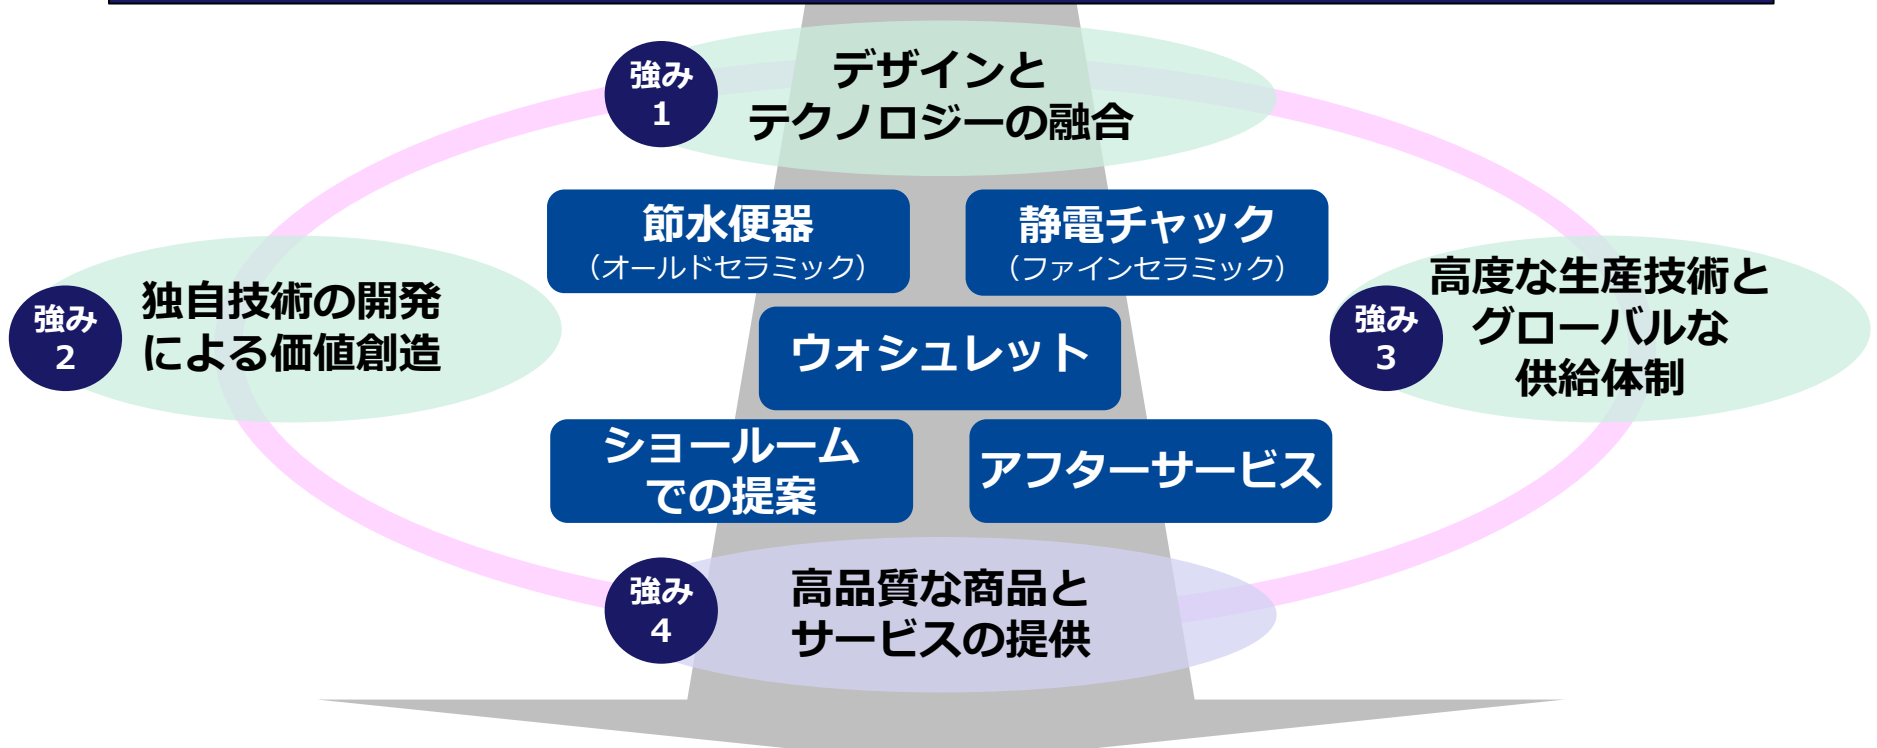 強み
1
デザインと
テクノロジーの融合
節水便器
（オールドセラミック）
静電チャック
（ファインセラミック）
強み
2
独自技術の開発
による価値創造
ウォシュレット
強み
3
高度な生産技術と
グローバルな
供給体制
ショールーム
での提案
アフターサービス
強み
4
高品質な商品と
サービスの提供